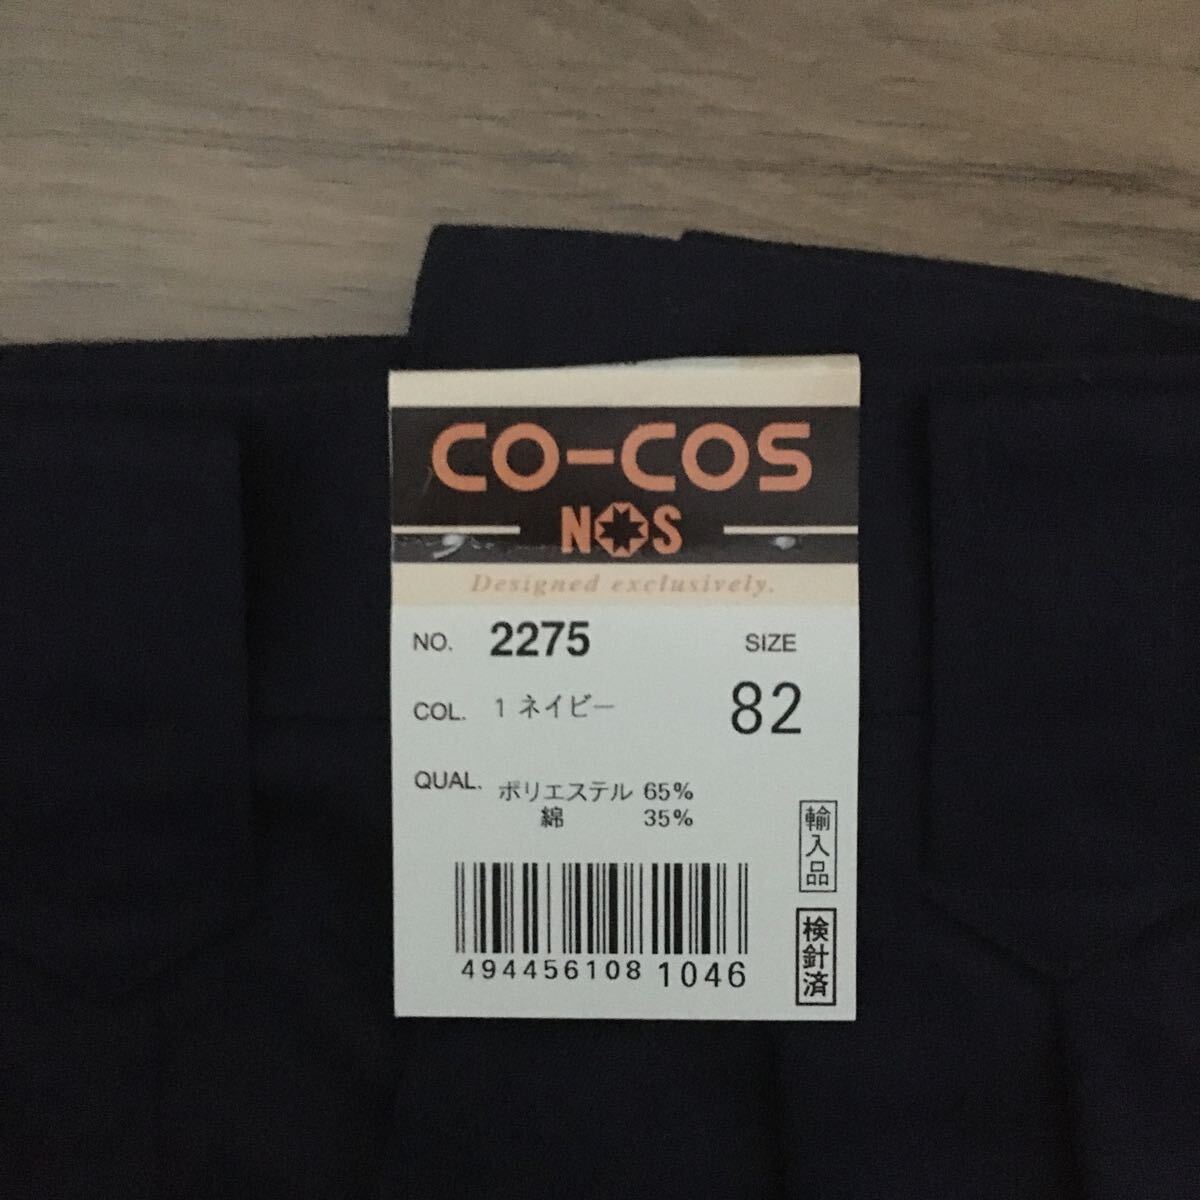 CO-COS
NOS
Designed exclusively.
NO. 2275 SIZE
COL. 1 ネイビー 82
QUAL. ポリエステル 65%
綿 35%
輸入品
検針済
494456108 1046